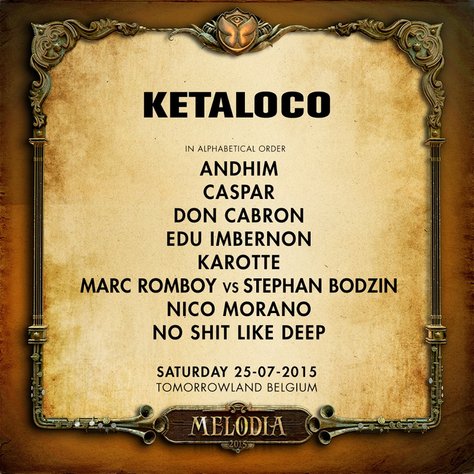 KETALOCO
IN ALPHABETICAL ORDER
ANDHIM
CASPAR
DON CABRON
EDU IMBERNON
KAROTTE
MARC ROMBOY VS STEPHAN BODZIN
NICO MORANO
NO SHIT LIKE DEEP
SATURDAY 25-07-2015
TOMORROWLAND BELGIUM
MELODIA
2015